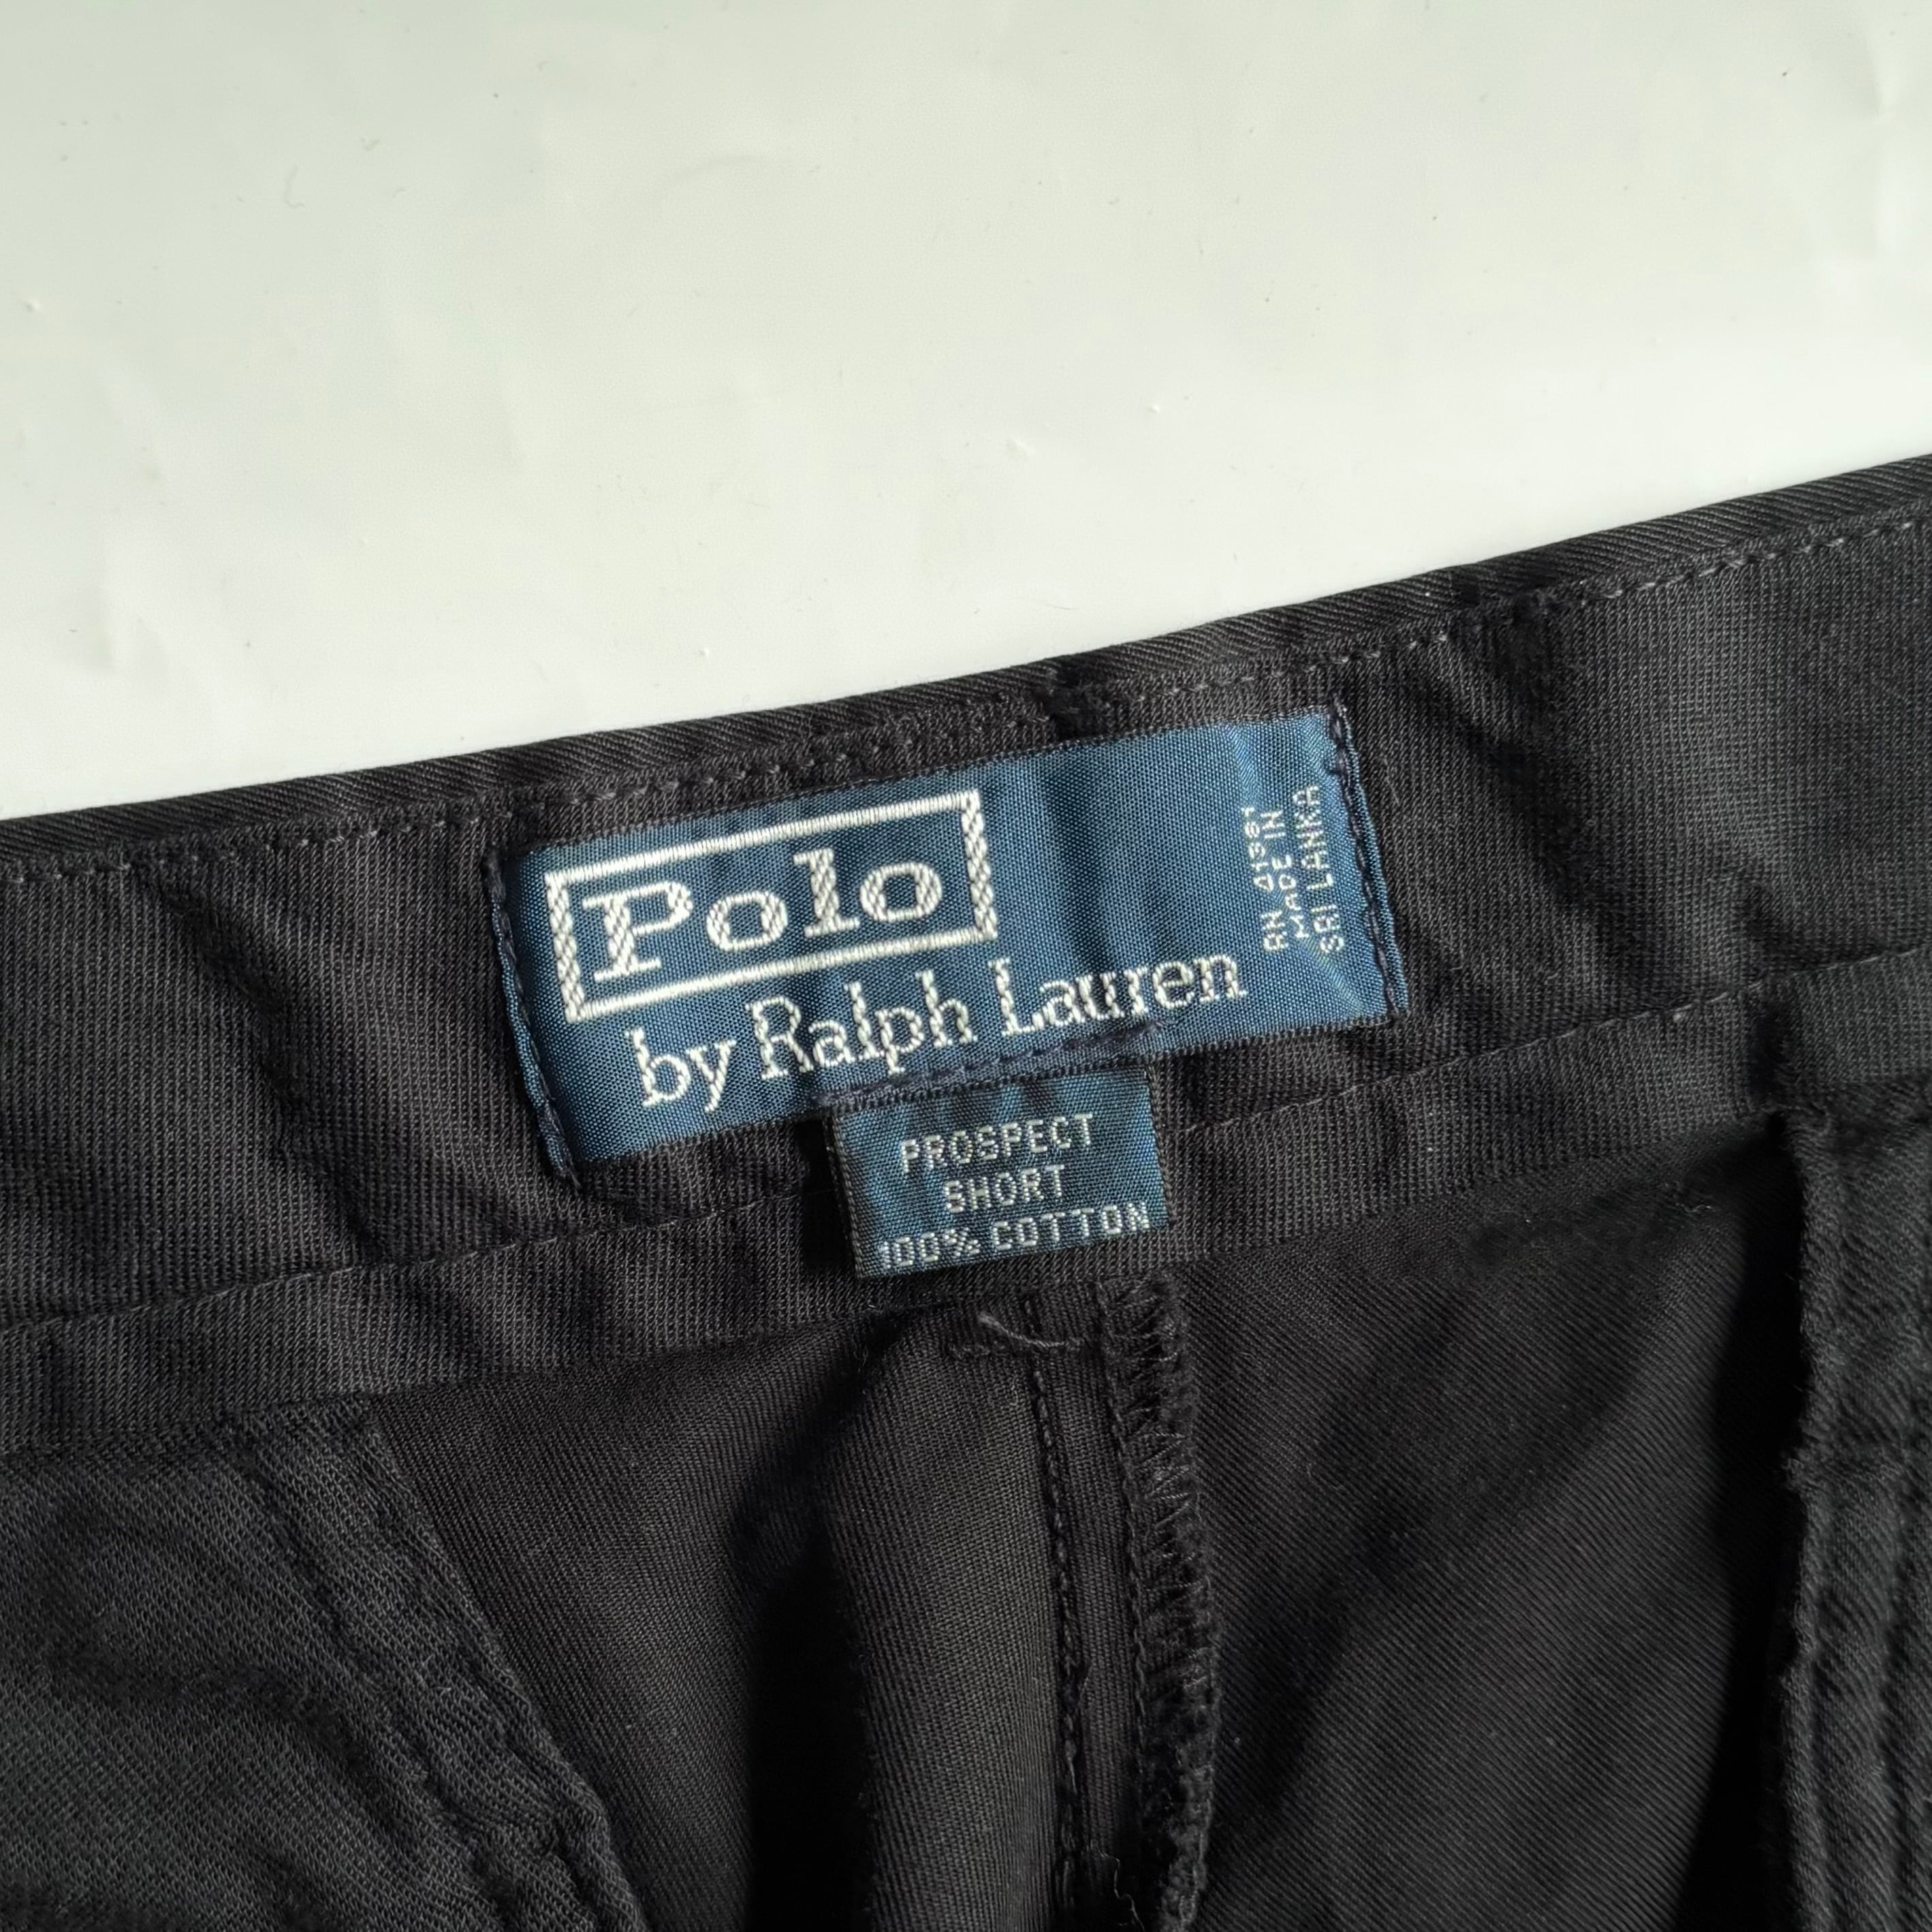 Polo
by Ralph Lauren
RN 41381
MADE IN
SRI LANKA
PROSPECT
SHORT
100% COTTON